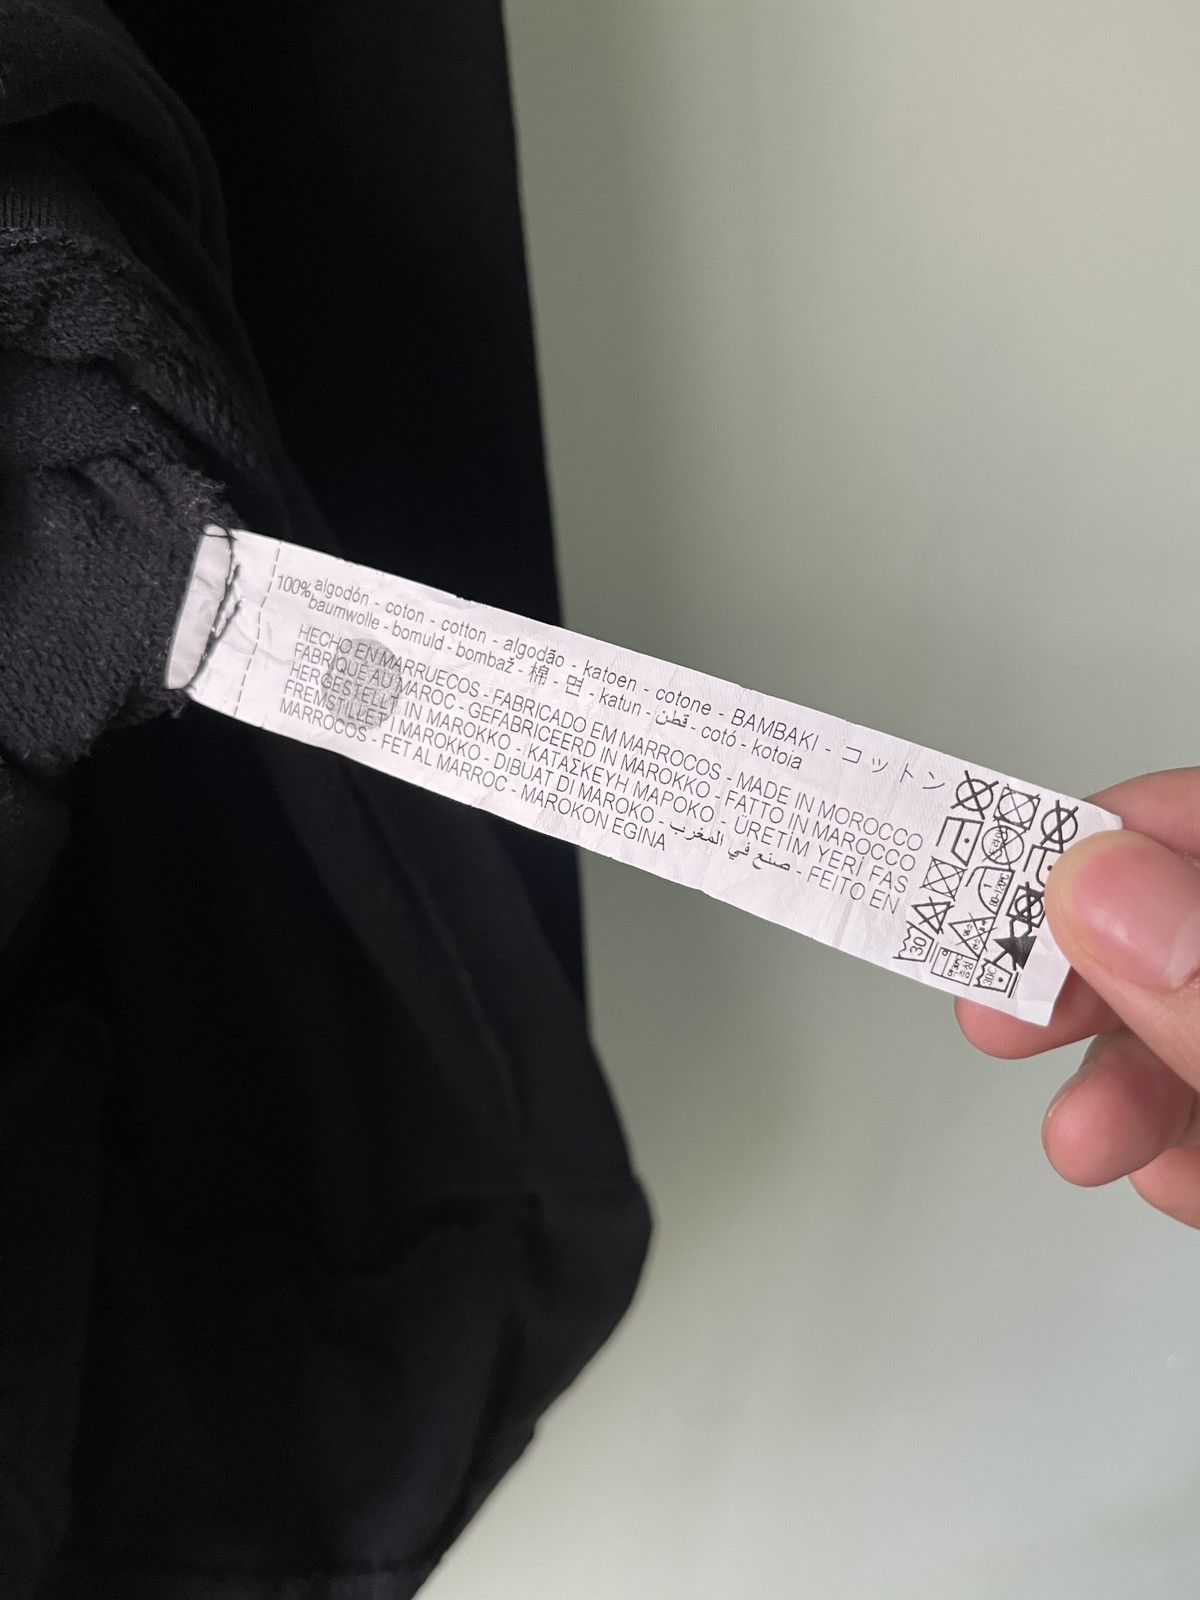 100% algodón - coton - cotton - algodão - katoen - cotone - BAMBAKI - コットン
baumwolle - bomuld - bombaž - 棉 - 면 - katun - قطن - cotó - kotoia
HECHO EN MARRUECOS - FABRICADO EM MARROCOS - MADE IN MOROCCO
FABRIQUE AU MAROC - GEFABRICEERD IN MAROKKO - FATTO IN MAROCCO
HERGESTELLT IN MAROKKO - ΚΑΤΑΣΚΕΥΗ ΜΑΡΟΚΟ - ÜRETİM YERİ FAS
FREMSTILLET I MAROKKO - DIBUAT DI MAROKO - صنع في المغرب - FEITO EN
MARROCOS - FET AL MARROC - MAROKON EGINA
30
30C